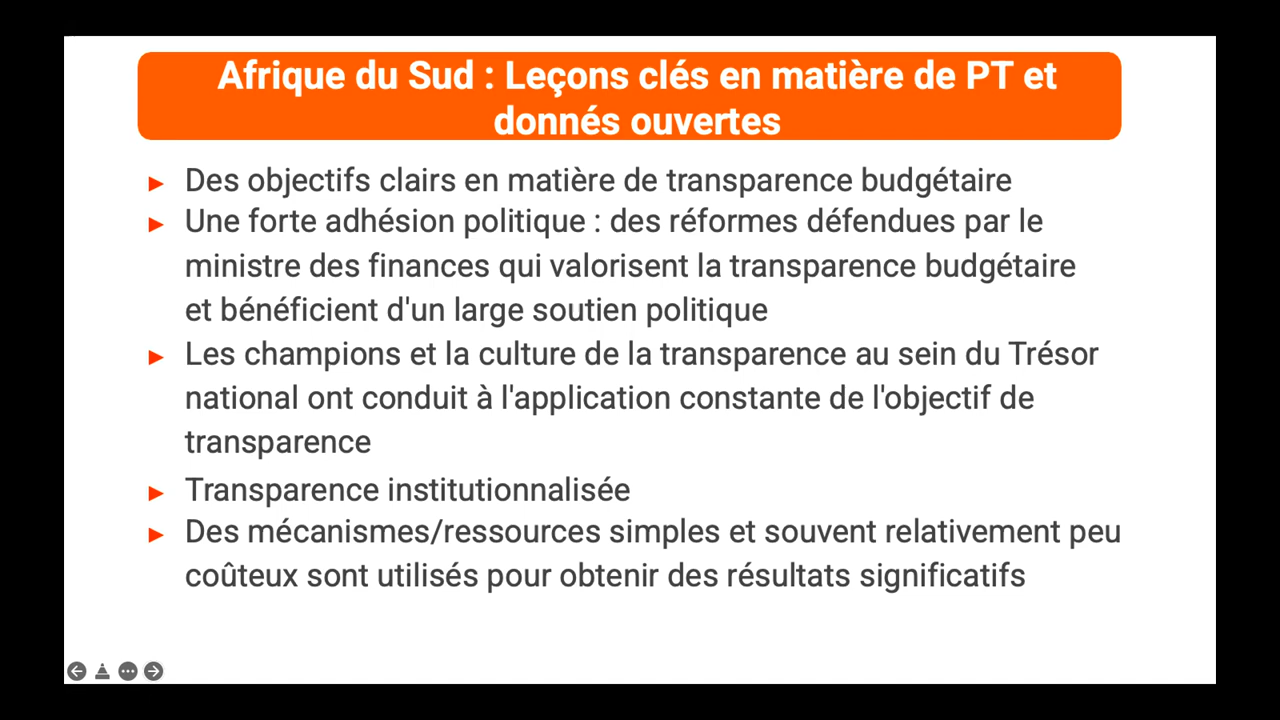 Afrique du Sud : Leçons clés en matière de PT et
donnés ouvertes
► Des objectifs clairs en matière de transparence budgétaire
► Une forte adhésion politique : des réformes défendues par le
ministre des finances qui valorisent la transparence budgétaire
et bénéficient d'un large soutien politique
► Les champions et la culture de la transparence au sein du Trésor
national ont conduit à l'application constante de l'objectif de
transparence
► Transparence institutionnalisée
► Des mécanismes/ressources simples et souvent relativement peu
coûteux sont utilisés pour obtenir des résultats significatifs